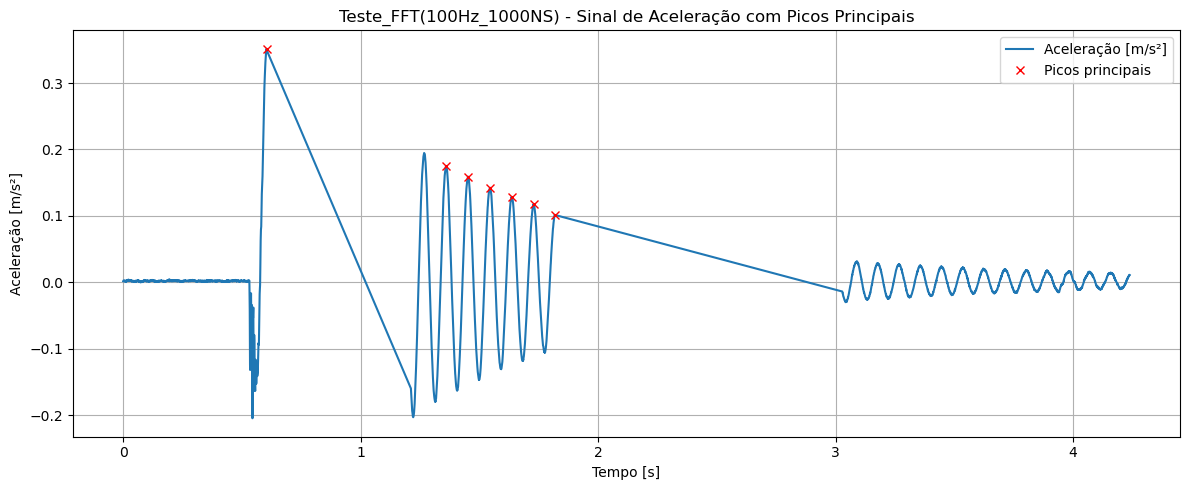 Teste_FFT(100Hz_1000NS) - Sinal de Aceleração com Picos Principais
Aceleração [m/s²]
Picos principais
Aceleração [m/s²]
0.3
0.2
0.1
0.0
−0.1
−0.2
0 1 2 3 4
Tempo [s]